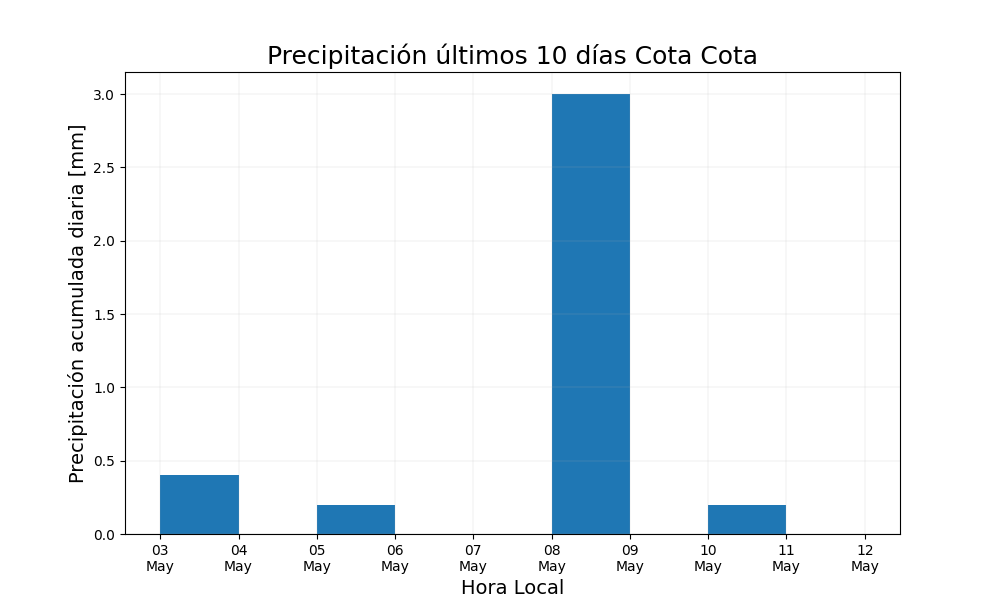 Precipitación últimos 10 días Cota Cota
Precipitación acumulada diaria [mm]
3.0
2.5
2.0
1.5
1.0
0.5
0.0
03 04 05 06 07 08 09 10 11 12
May May May May May May May May May May
Hora Local